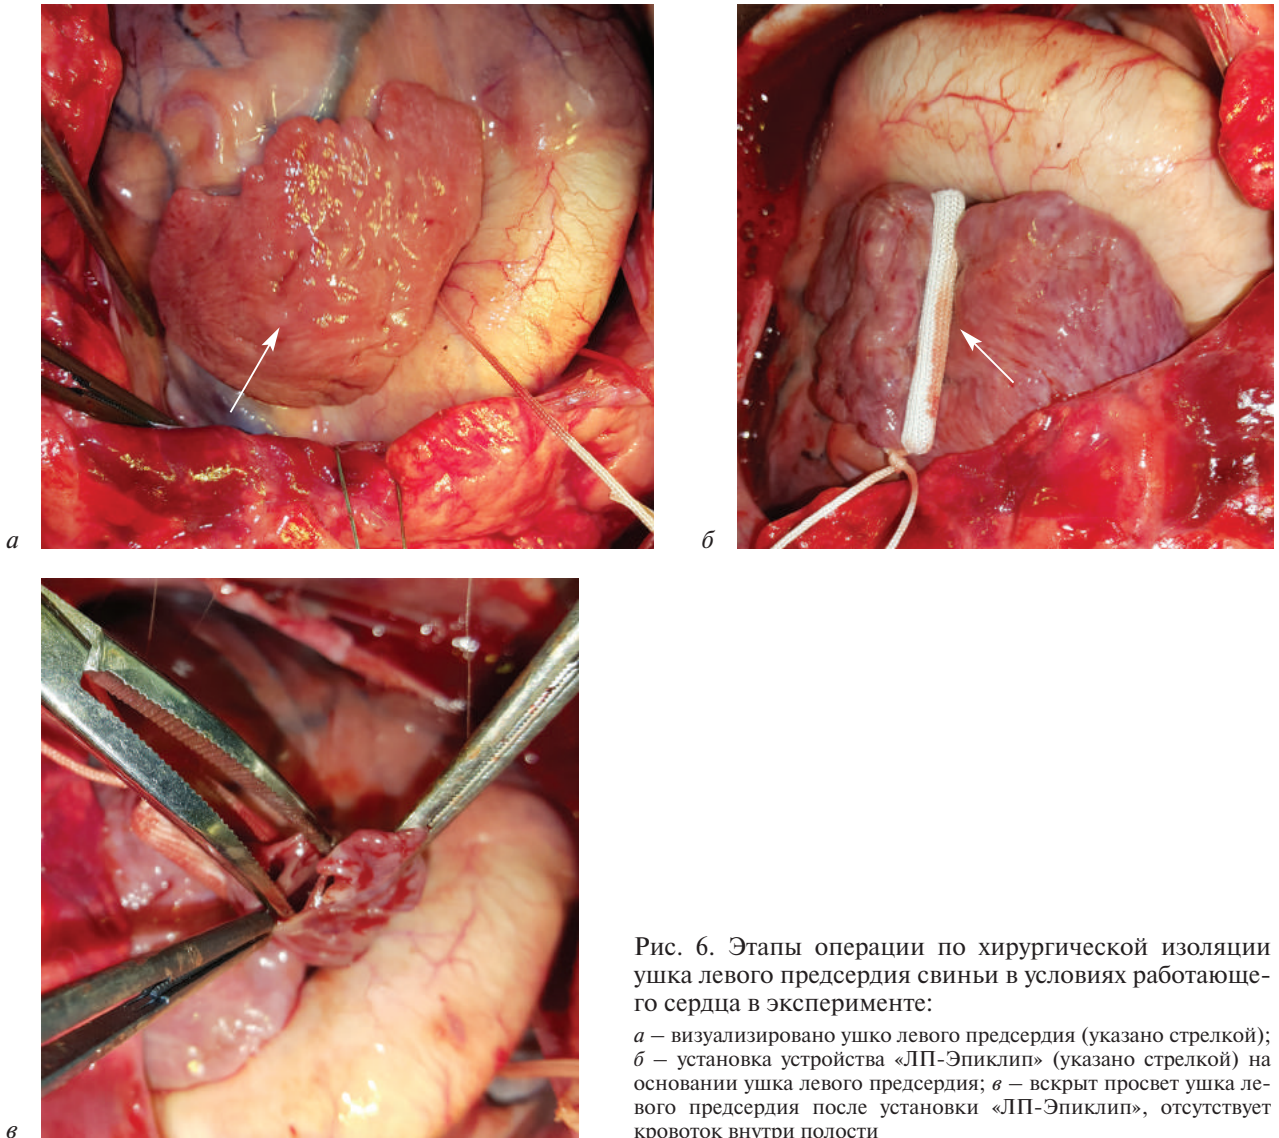 а
б
в
Рис. 6. Этапы операции по хирургической изоляции
ушка левого предсердия свиньи в условиях работающе-
го сердца в эксперименте:
а – визуализировано ушко левого предсердия (указано стрелкой);
б – установка устройства «ЛП-Эпиклип» (указано стрелкой) на
основании ушка левого предсердия; в – вскрыт просвет ушка ле-
вого предсердия после установки «ЛП-Эпиклип», отсутствует
кровоток внутри полости